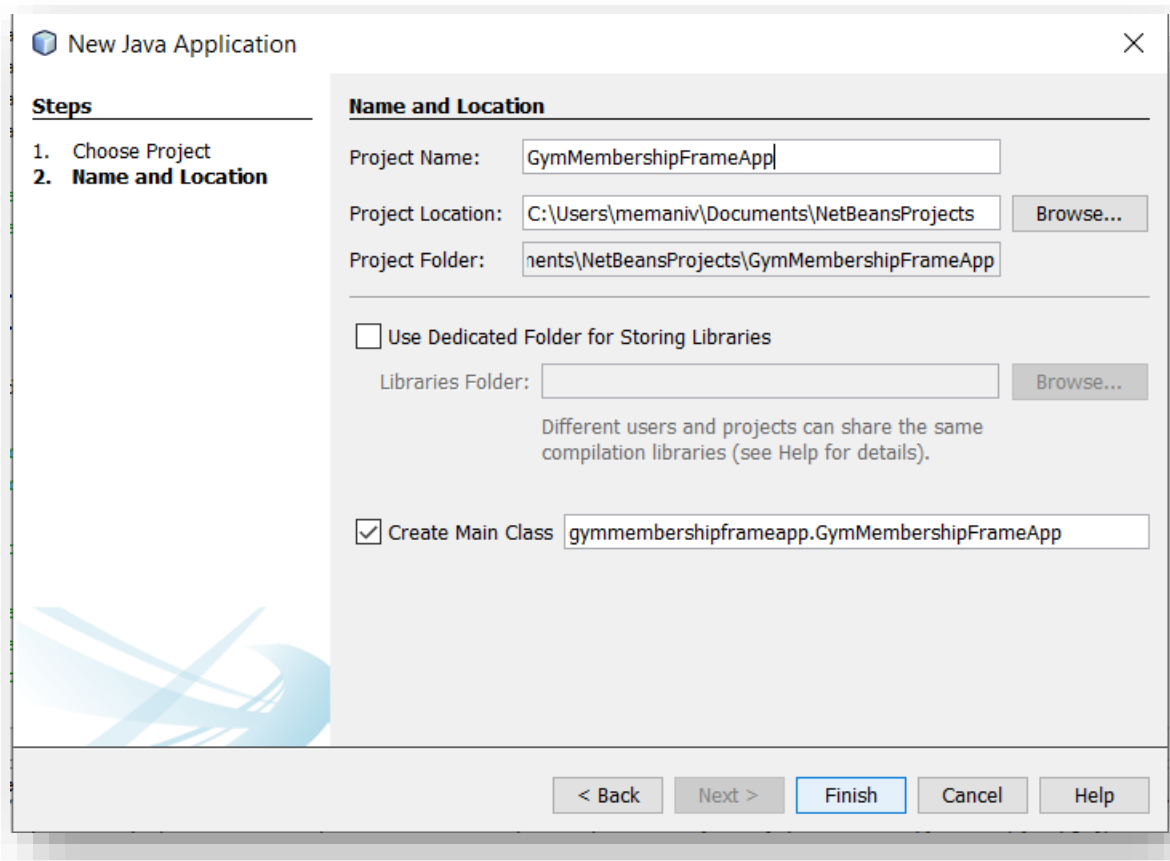 New Java Application
Steps
1. Choose Project
2. Name and Location
Name and Location
Project Name: GymMembershipFrameApp
Project Location: C:\Users\memaniv\Documents\NetBeansProjects Browse...
Project Folder: nents\NetBeansProjects\GymMembershipFrameApp
Use Dedicated Folder for Storing Libraries
Libraries Folder: Browse...
Different users and projects can share the same
compilation libraries (see Help for details).
Create Main Class gymmembershipframeapp.GymMembershipFrameApp
< Back Next > Finish Cancel Help